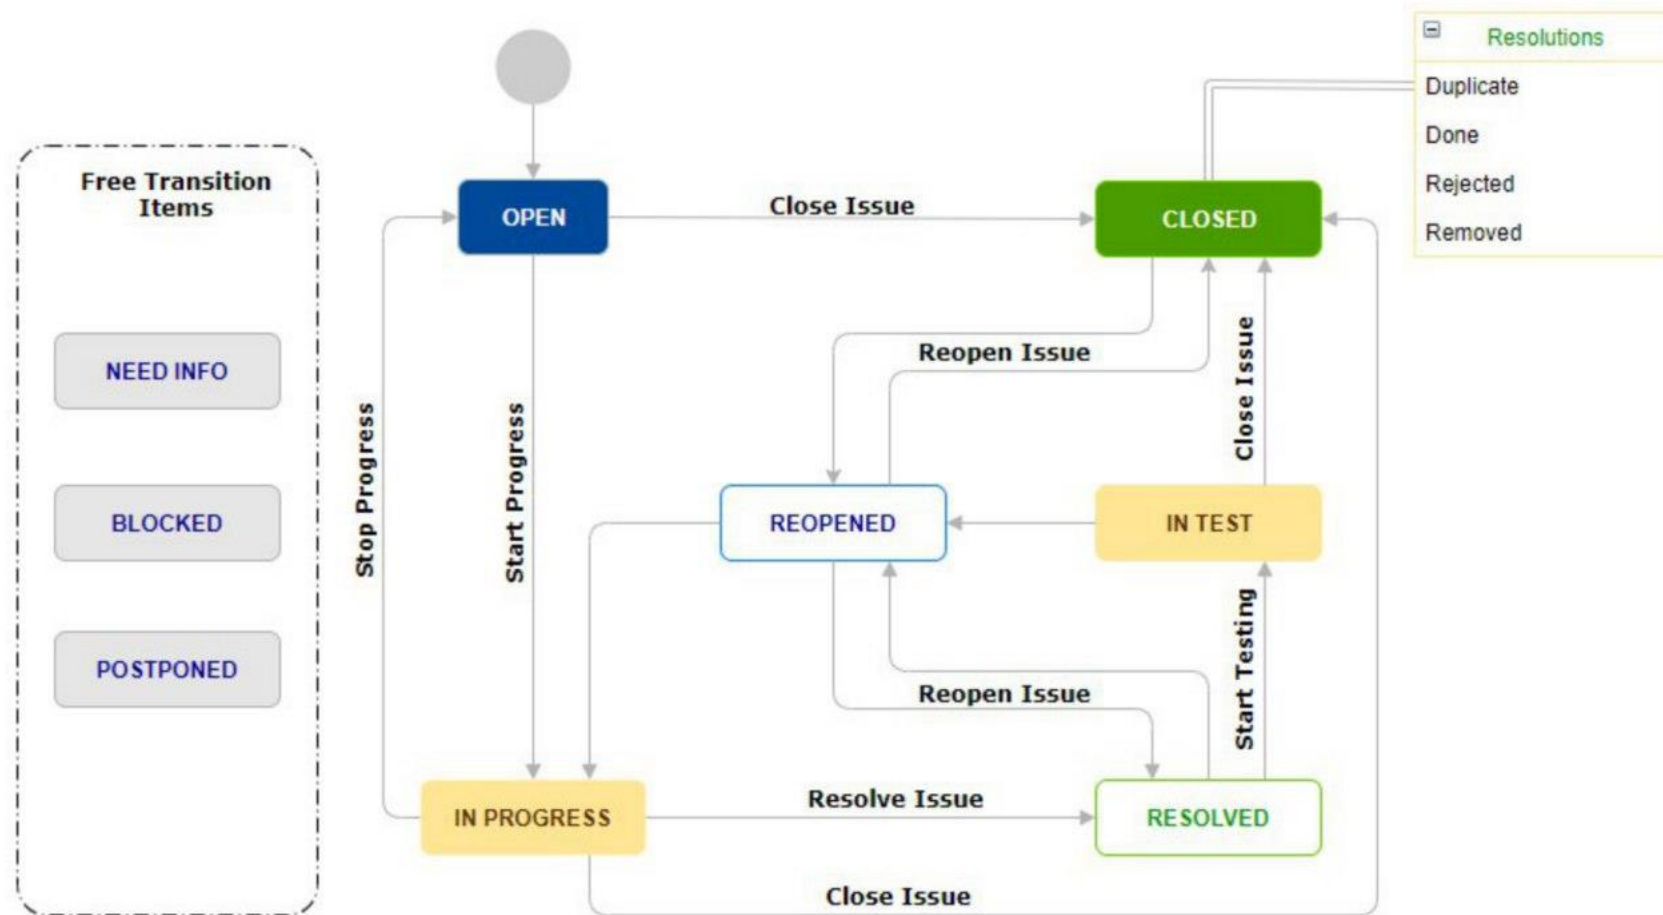 Resolutions
Duplicate
Done
Rejected
Removed
Free Transition
Items
NEED INFO
BLOCKED
POSTPONED
OPEN
Close Issue
CLOSED
Reopen Issue
Close Issue
Stop Progress
Start Progress
REOPENED
IN TEST
Reopen Issue
Start Testing
IN PROGRESS
Resolve Issue
RESOLVED
Close Issue